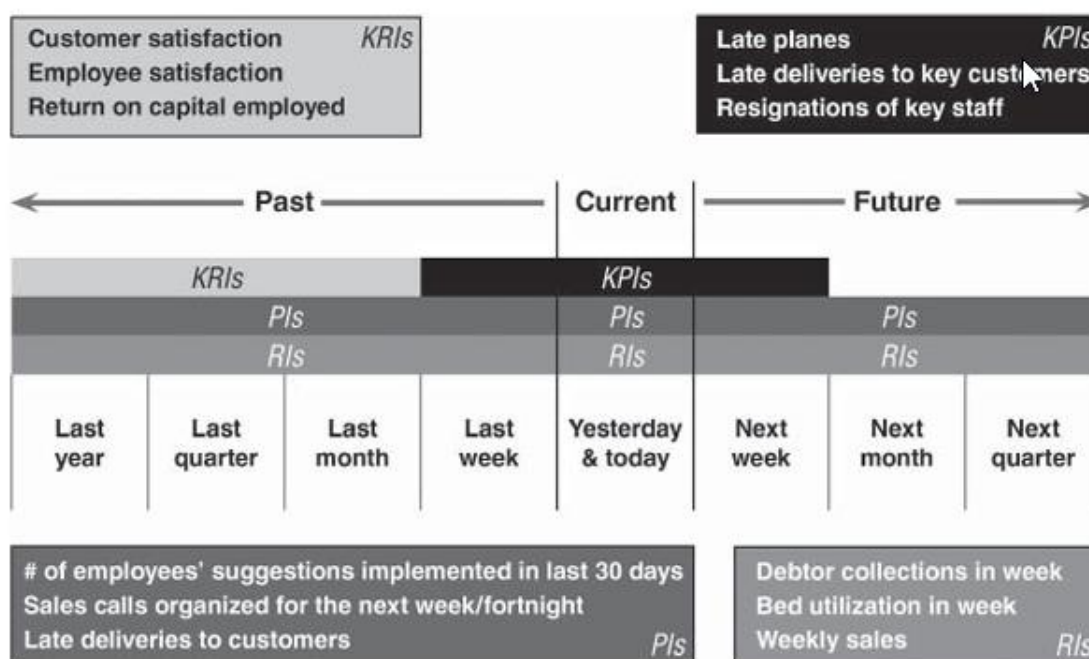 Customer satisfaction KRIs
Employee satisfaction
Return on capital employed
Late planes KPIs
Late deliveries to key customers
Resignations of key staff
Past Current Future
KRIs KPIs
PIs PIs PIs
RIs RIs RIs
Last Last Last Last Yesterday Next Next Next
year quarter month week & today week month quarter
# of employees' suggestions implemented in last 30 days
Sales calls organized for the next week/fortnight
Late deliveries to customers PIs
Debtor collections in week
Bed utilization in week
Weekly sales RIs